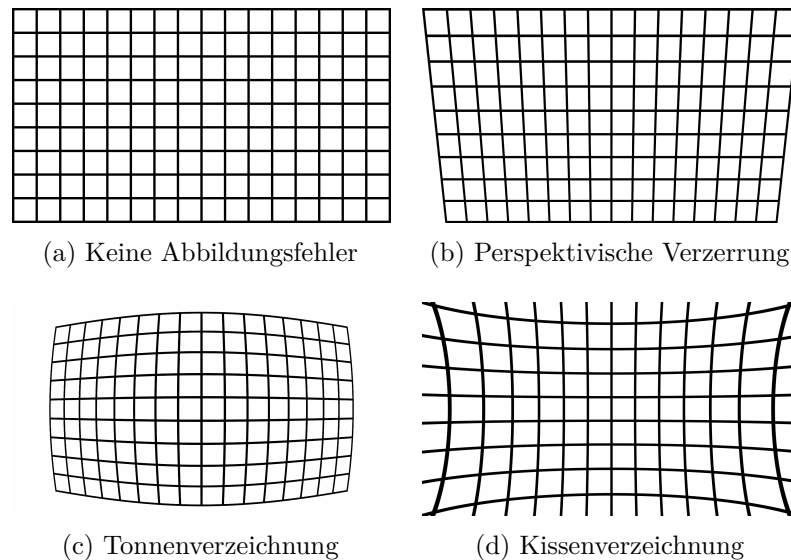 (a) Keine Abbildungsfehler
(b) Perspektivische Verzerrung
(c) Tonnenverzeichnung
(d) Kissenverzeichnung